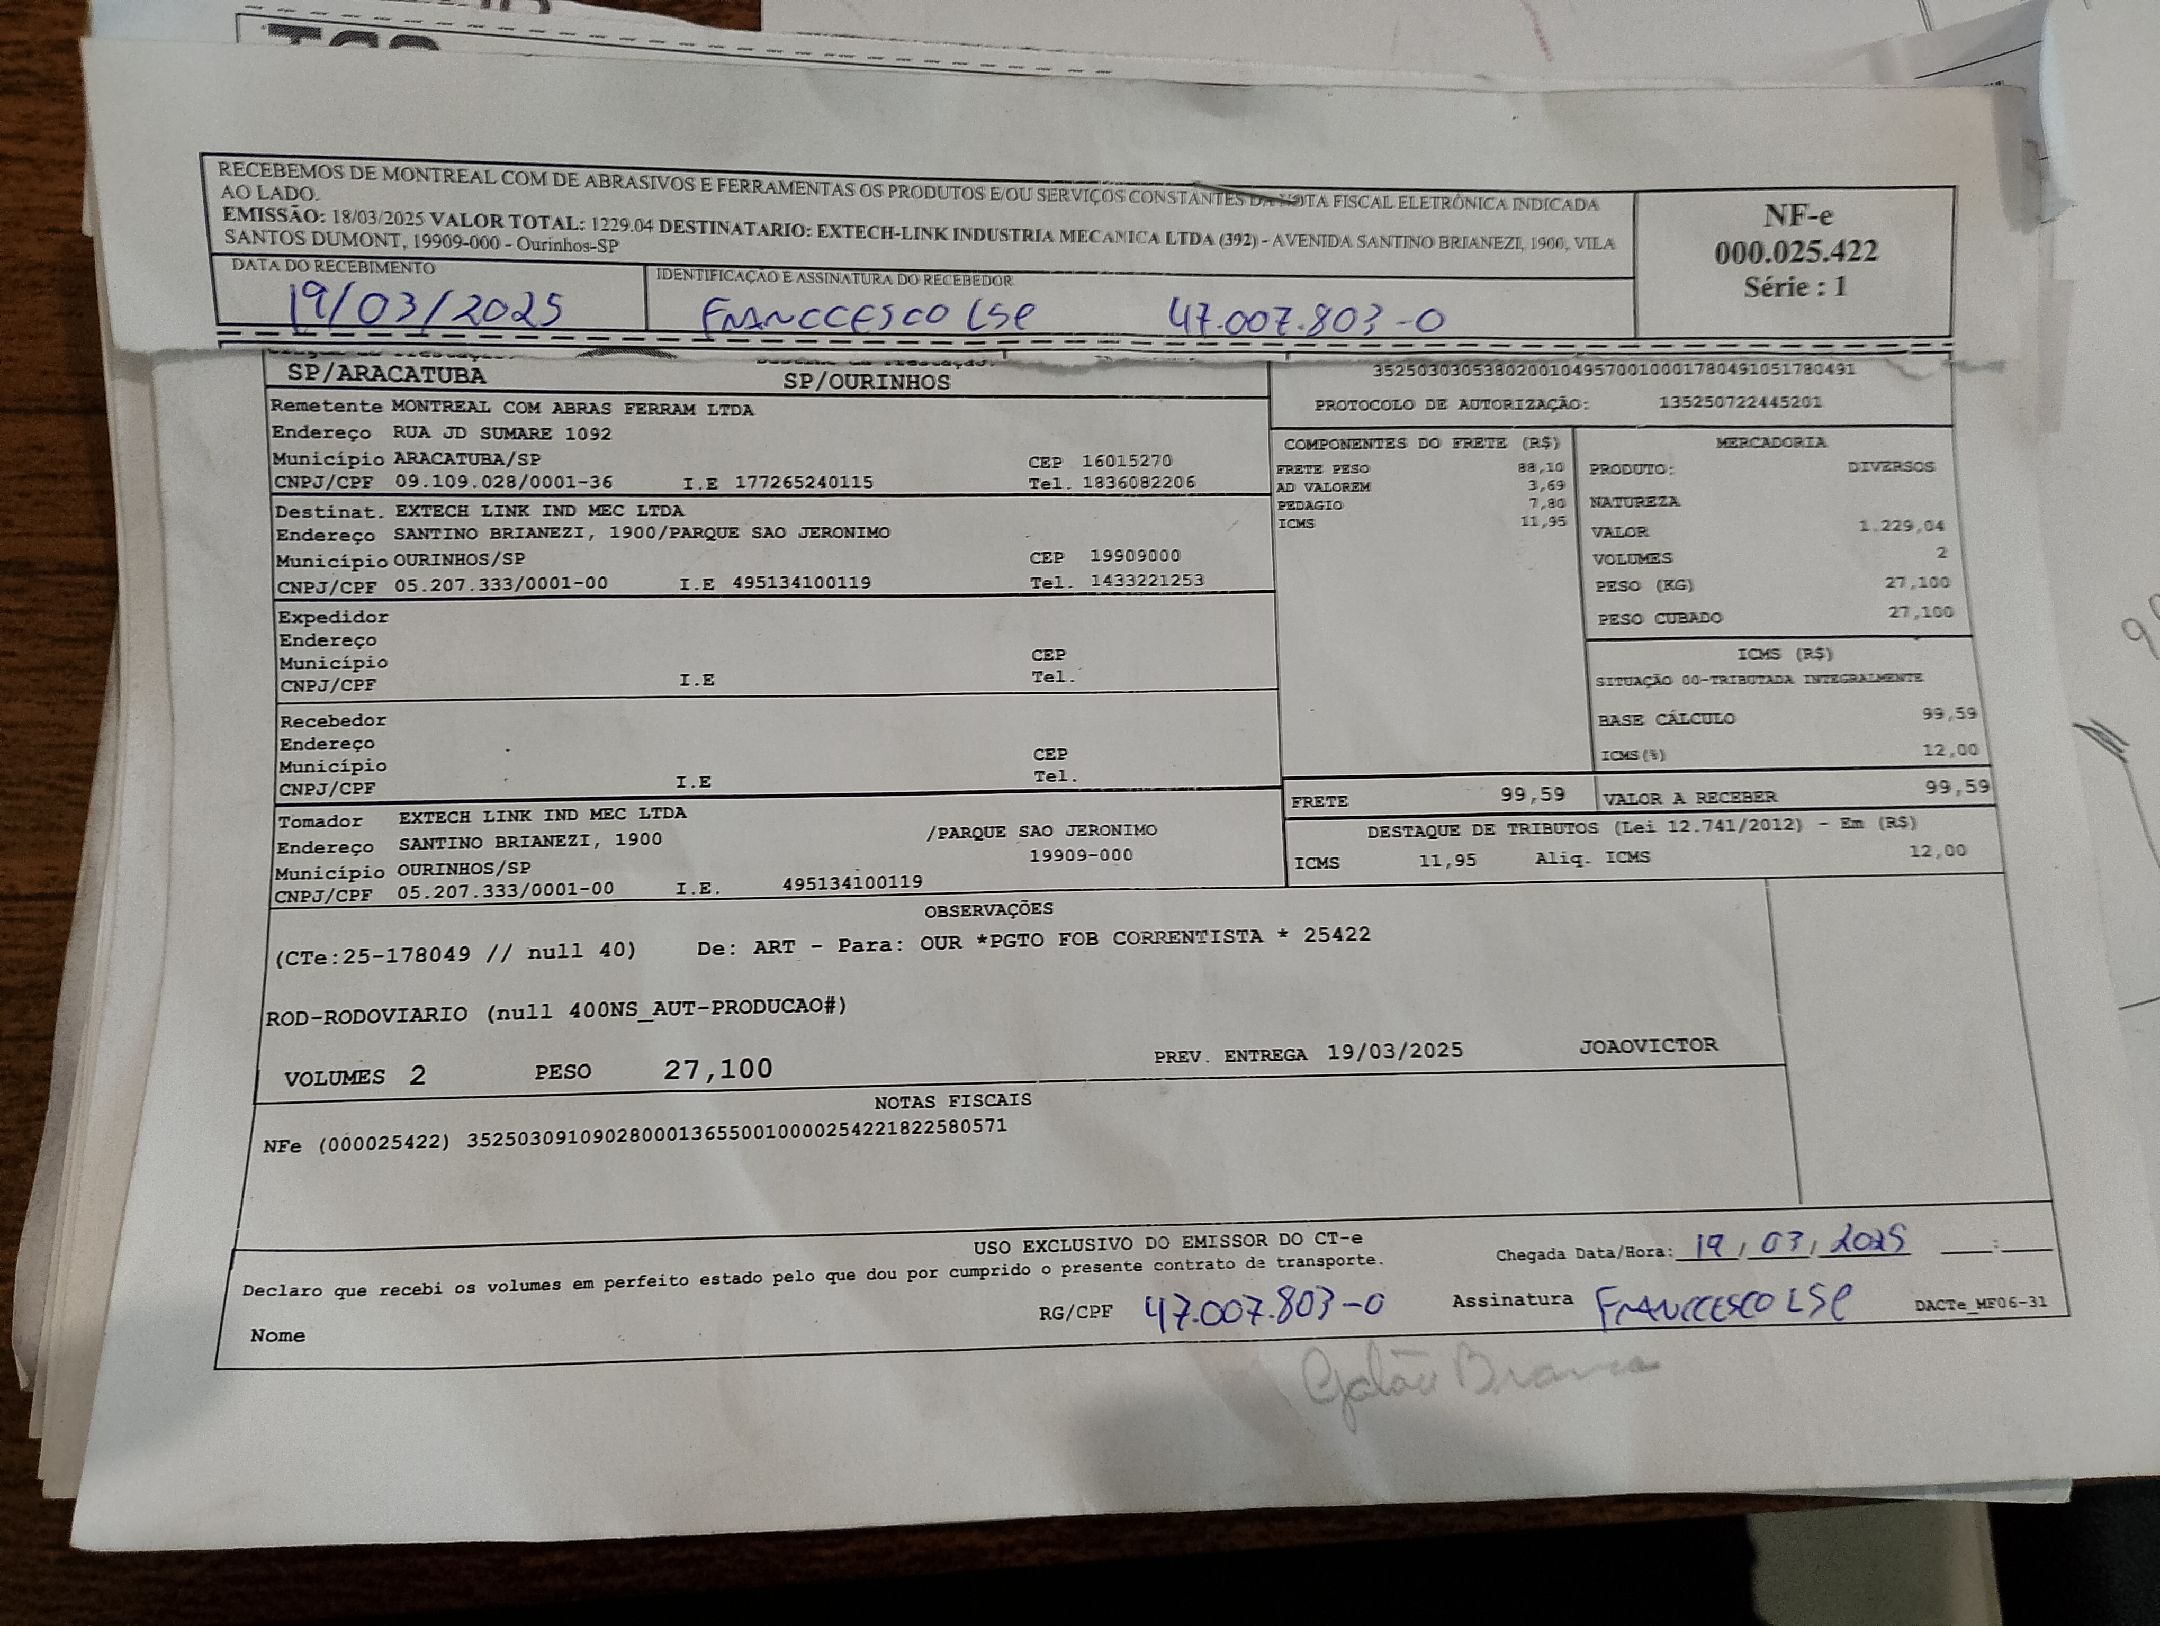 RECEBEMOS DE MONTREAL COM DE ABRASIVOS E FERRAMENTAS OS PRODUTOS E/OU SERVIÇOS CONSTANTES DA NOTA FISCAL ELETRÔNICA INDICADA
AO LADO.
EMISSÃO: 18/03/2025 VALOR TOTAL: 1229.04 DESTINATARIO: EXTECH-LINK INDUSTRIA MECANICA LTDA (392) - AVENIDA SANTINO BRIANEZI, 1900, VILA
SANTOS DUMONT, 19909-000 - Ourinhos-SP
NF-e
000.025.422
Série : 1
DATA DO RECEBIMENTO
19/03/2025
IDENTIFICAÇÃO E ASSINATURA DO RECEBEDOR
FRANCCESCO LSP 47.007.803-0
SP/ARACATUBA SP/OURINHOS
Remetente MONTREAL COM ABRAS FERRAM LTDA
Endereço RUA JD SUMARE 1092
Município ARACATUBA/SP CEP 16015270
CNPJ/CPF 09.109.028/0001-36 I.E 177265240115 Tel. 1836082206
Destinat. EXTECH LINK IND MEC LTDA
Endereço SANTINO BRIANEZI, 1900/PARQUE SAO JERONIMO
Município OURINHOS/SP CEP 19909000
CNPJ/CPF 05.207.333/0001-00 I.E 495134100119 Tel. 1433221253
Expedidor
Endereço
Município CEP
CNPJ/CPF I.E Tel.
Recebedor
Endereço
Município CEP
CNPJ/CPF I.E Tel.
Tomador EXTECH LINK IND MEC LTDA
Endereço SANTINO BRIANEZI, 1900 /PARQUE SAO JERONIMO
Município OURINHOS/SP 19909-000
CNPJ/CPF 05.207.333/0001-00 I.E. 495134100119
35250303053802001049570010001780491051780491
PROTOCOLO DE AUTORIZAÇÃO: 135250722445201
COMPONENTES DO FRETE (R$)
FRETE PESO 88,10
AD VALOREM 3,69
PEDAGIO 7,80
ICMS 11,95
MERCADORIA
PRODUTO: DIVERSOS
NATUREZA
VALOR 1.229,04
VOLUMES 2
PESO (KG) 27,100
PESO CUBADO 27,100
ICMS (R$)
SITUAÇÃO 00-TRIBUTADA INTEGRALMENTE
BASE CÁLCULO 99,59
ICMS(%) 12,00
FRETE 99,59 VALOR A RECEBER 99,59
DESTAQUE DE TRIBUTOS (Lei 12.741/2012) - Em (R$)
ICMS 11,95 Aliq. ICMS 12,00
OBSERVAÇÕES
(CTe:25-178049 // null 40) De: ART - Para: OUR *PGTO FOB CORRENTISTA * 25422
ROD-RODOVIARIO (null 400NS_AUT-PRODUCAO#)
VOLUMES 2 PESO 27,100 PREV. ENTREGA 19/03/2025 JOAOVICTOR
NOTAS FISCAIS
NFe (000025422) 35250309109028000136550010000254221822580571
USO EXCLUSIVO DO EMISSOR DO CT-e
Declaro que recebi os volumes em perfeito estado pelo que dou por cumprido o presente contrato de transporte.
Chegada Data/Hora: 19/03/2025 __:__
Nome RG/CPF 47.007.803-0 Assinatura FRANCCESCO LSP DACTe_MF06-31